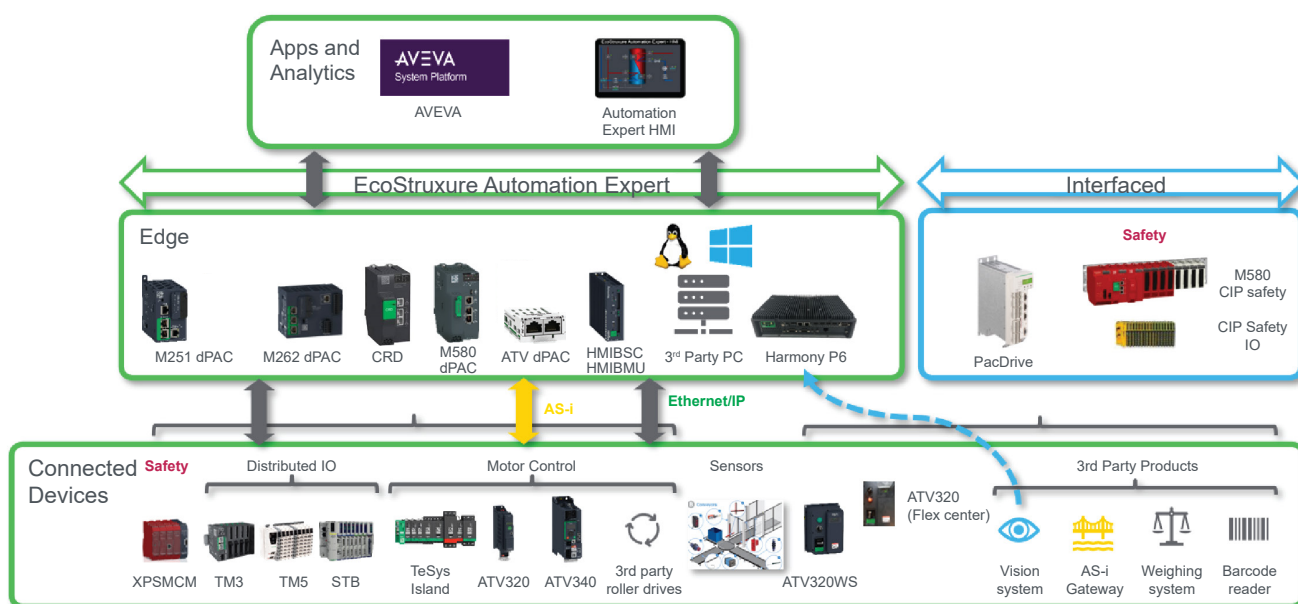 Apps and
Analytics
AVEVA
System Platform
AVEVA
EcoStruxure Automation Expert - HMI
Automation
Expert HMI
EcoStruxure Automation Expert
Interfaced
Edge
M251 dPAC
M262 dPAC
CRD
M580
dPAC
ATV dPAC
HMIBSC
HMIBMU
3rd Party PC
Harmony P6
Safety
PacDrive
M580
CIP safety
CIP Safety
IO
AS-i
Ethernet/IP
Connected
Devices
Safety
Distributed IO
Motor Control
Sensors
3rd Party Products
XPSMCM
TM3
TM5
STB
TeSys
Island
ATV320
ATV340
3rd party
roller drives
ATV320WS
ATV320
(Flex center)
Vision
system
AS-i
Gateway
Weighing
system
Barcode
reader